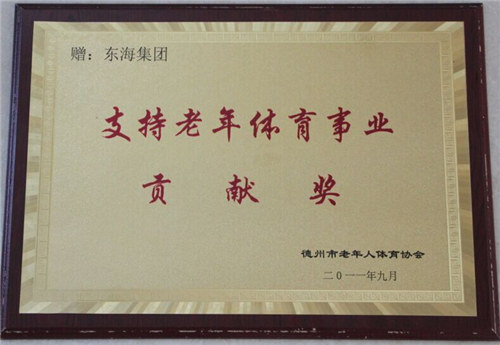 赠：东海集团
支持老年体育事业
贡献奖
德州市老年人体育协会
二0一一年九月